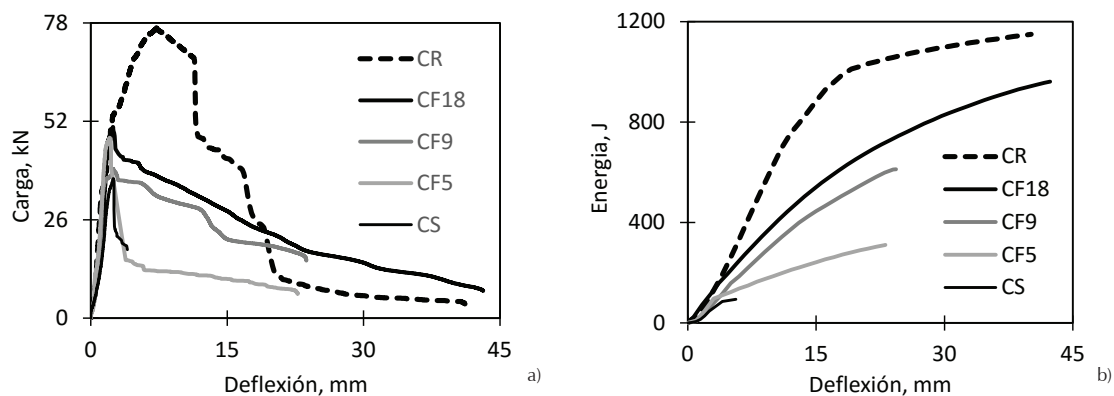 78
52
26
0
Carga, kN
0 15 30 45
Deflexión, mm
CR
CF18
CF9
CF5
CS
a)
1200
800
400
0
Energia, J
0 15 30 45
Deflexión, mm
CR
CF18
CF9
CF5
CS
b)